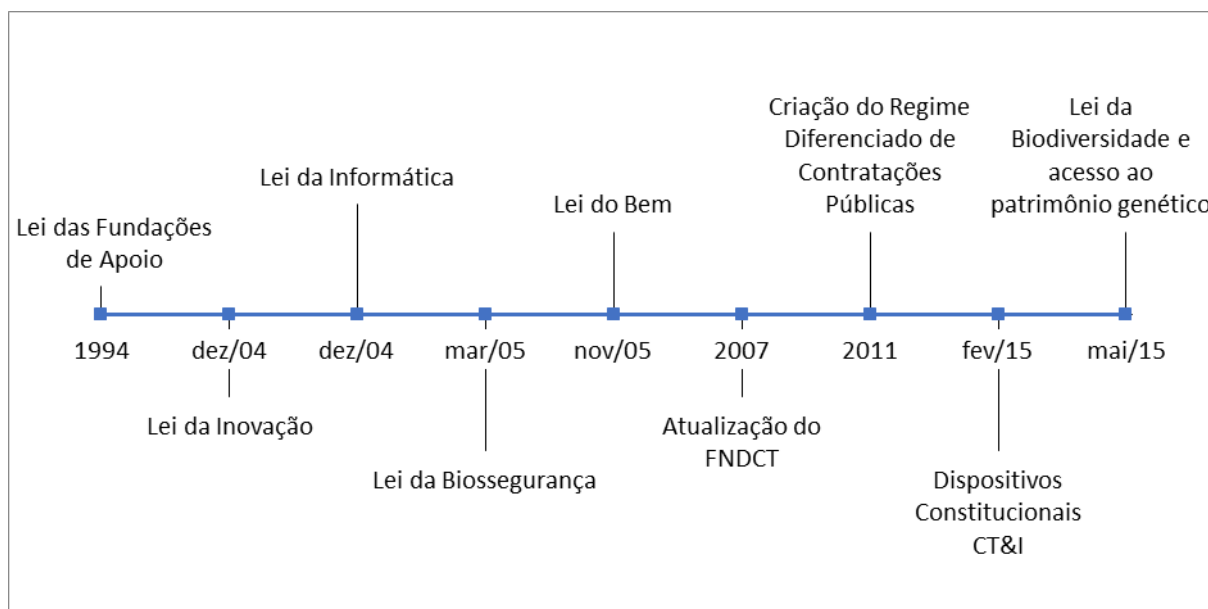 Criação do Regime
Diferenciado de
Contratações
Públicas
Lei da
Biodiversidade e
acesso ao
patrimônio genético
Lei da Informática
Lei do Bem
Lei das Fundações
de Apoio
1994
dez/04
dez/04
mar/05
nov/05
2007
2011
fev/15
mai/15
Lei da Inovação
Atualização do
FNDCT
Lei da Biossegurança
Dispositivos
Constitucionais
CT&I